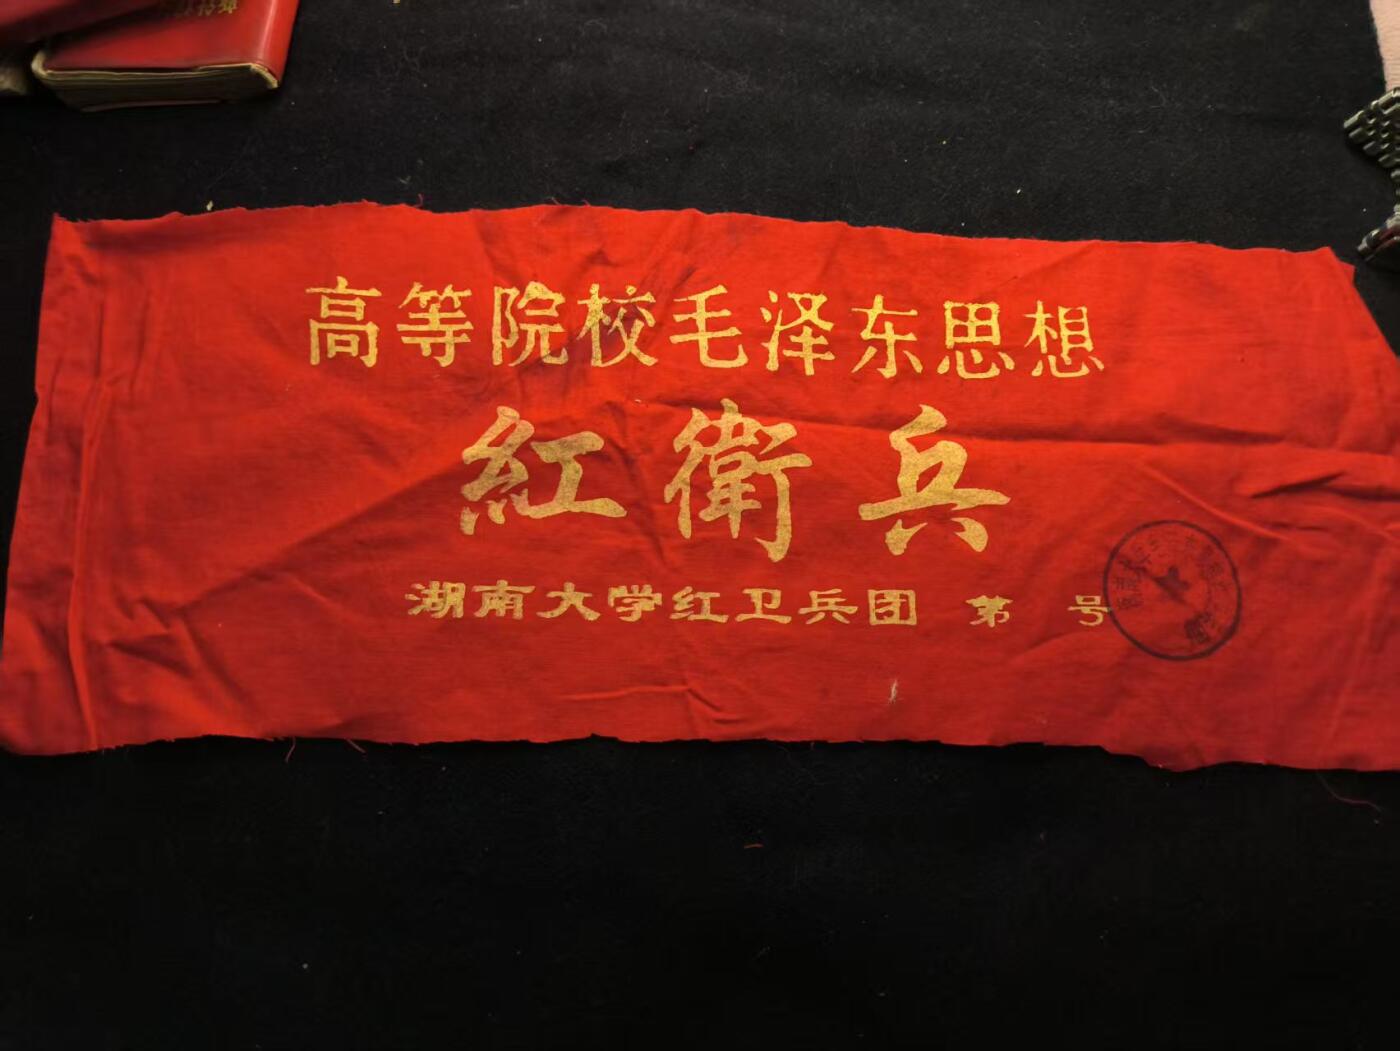 高等院校毛泽东思想
紅衛兵
湖南大学红卫兵团 第 号